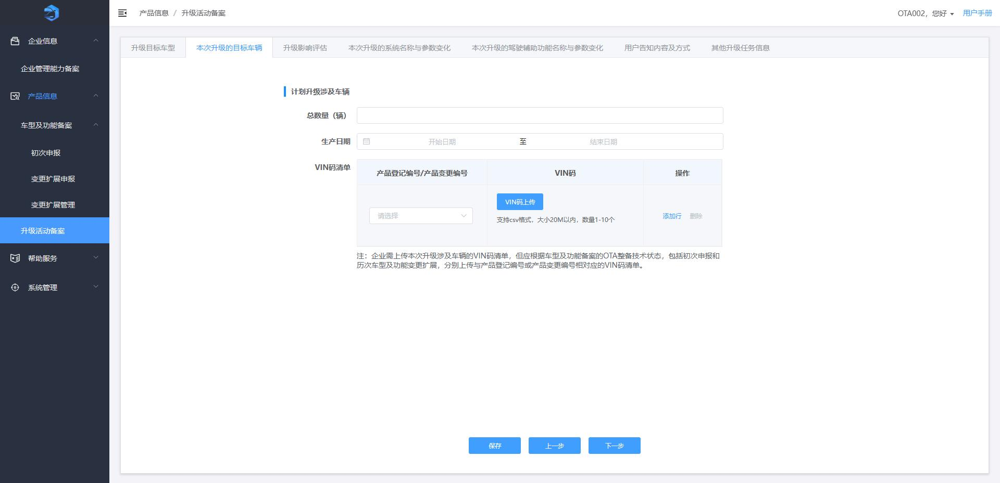 产品信息 / 升级活动备案
OTA002，您好
用户手册
企业信息
企业管理能力备案
产品信息
车型及功能备案
初次申报
变更扩展申报
变更扩展管理
升级活动备案
帮助服务
系统管理
升级目标车型
本次升级的目标车辆
升级影响评估
本次升级的系统名称与参数变化
本次升级的驾驶辅助功能名称与参数变化
用户告知内容及方式
其他升级任务信息
计划升级涉及车辆
总数量（辆）
生产日期
开始日期
至
结束日期
VIN码清单
产品登记编号/产品变更编号
VIN码
操作
请选择
VIN码上传
支持csv格式，大小20M以内，数量1-10个
添加行
删除
注：企业需上传本次升级涉及车辆的VIN码清单，但应根据车型及功能备案的OTA整备技术状态，包括初次申报和
历次车型及功能变更扩展，分别上传与产品登记编号或产品变更编号相对应的VIN码清单。
保存
上一步
下一步